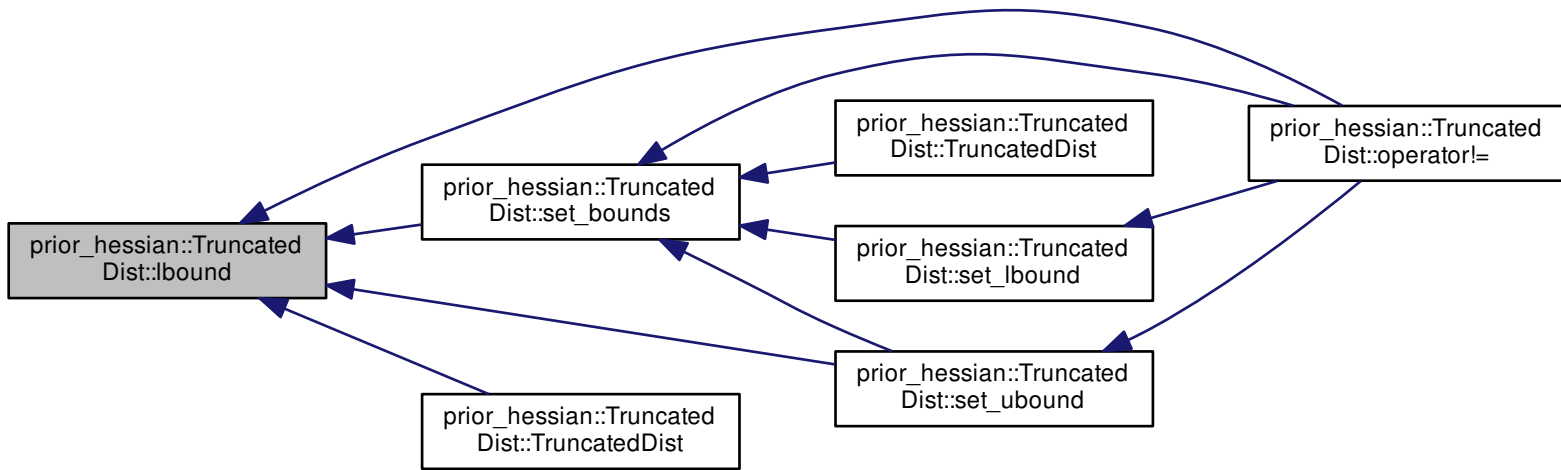 prior_hessian::Truncated
Dist::lbound
prior_hessian::Truncated
Dist::set_bounds
prior_hessian::Truncated
Dist::TruncatedDist
prior_hessian::Truncated
Dist::TruncatedDist
prior_hessian::Truncated
Dist::set_lbound
prior_hessian::Truncated
Dist::set_ubound
prior_hessian::Truncated
Dist::operator!=